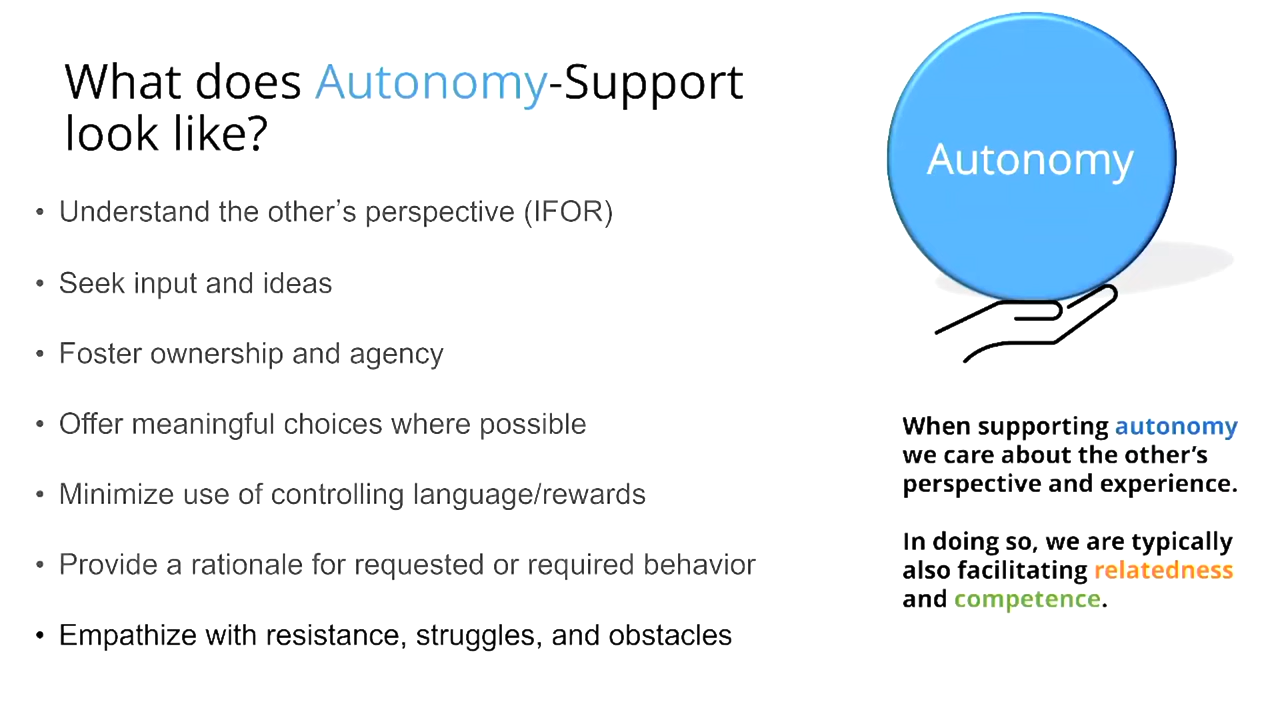 What does Autonomy-Support
look like?
• Understand the other’s perspective (IFOR)
• Seek input and ideas
• Foster ownership and agency
• Offer meaningful choices where possible
• Minimize use of controlling language/rewards
• Provide a rationale for requested or required behavior
• Empathize with resistance, struggles, and obstacles
Autonomy
When supporting autonomy
we care about the other’s
perspective and experience.
In doing so, we are typically
also facilitating relatedness
and competence.